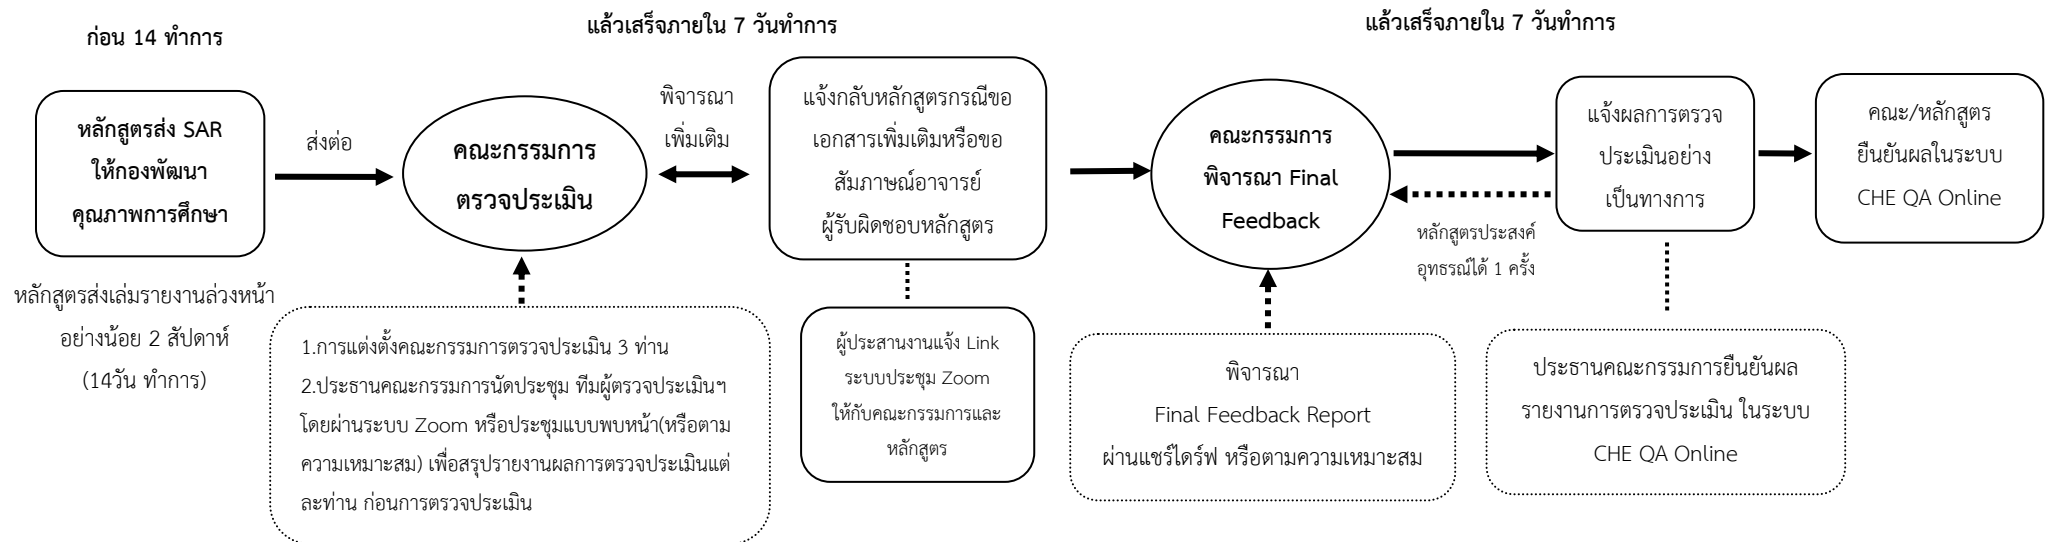 ก่อน 14 ทำการ
แล้วเสร็จภายใน 7 วันทำการ
แล้วเสร็จภายใน 7 วันทำการ
หลักสูตรส่ง SAR
ให้กองพัฒนา
คุณภาพการศึกษา
ส่งต่อ
คณะกรรมการ
ตรวจประเมิน
พิจารณา
เพิ่มเติม
แจ้งกลับหลักสูตรกรณีขอ
เอกสารเพิ่มเติมหรือขอ
สัมภาษณ์อาจารย์
ผู้รับผิดชอบหลักสูตร
คณะกรรมการ
พิจารณา Final
Feedback
แจ้งผลการตรวจ
ประเมินอย่าง
เป็นทางการ
คณะ/หลักสูตร
ยืนยันผลในระบบ
CHE QA Online
หลักสูตรประสงค์
อุทธรณ์ได้ 1 ครั้ง
หลักสูตรส่งเล่มรายงานล่วงหน้า
อย่างน้อย 2 สัปดาห์
(14วัน ทำการ)
1.การแต่งตั้งคณะกรรมการตรวจประเมิน 3 ท่าน
2.ประธานคณะกรรมการนัดประชุม ทีมผู้ตรวจประเมินฯ
โดยผ่านระบบ Zoom หรือประชุมแบบพบหน้า(หรือตาม
ความเหมาะสม) เพื่อสรุปรายงานผลการตรวจประเมินแต่
ละท่าน ก่อนการตรวจประเมิน
ผู้ประสานงานแจ้ง Link
ระบบประชุม Zoom
ให้กับคณะกรรมการและ
หลักสูตร
พิจารณา
Final Feedback Report
ผ่านแชร์ไดร์ฟ หรือตามความเหมาะสม
ประธานคณะกรรมการยืนยันผล
รายงานการตรวจประเมิน ในระบบ
CHE QA Online